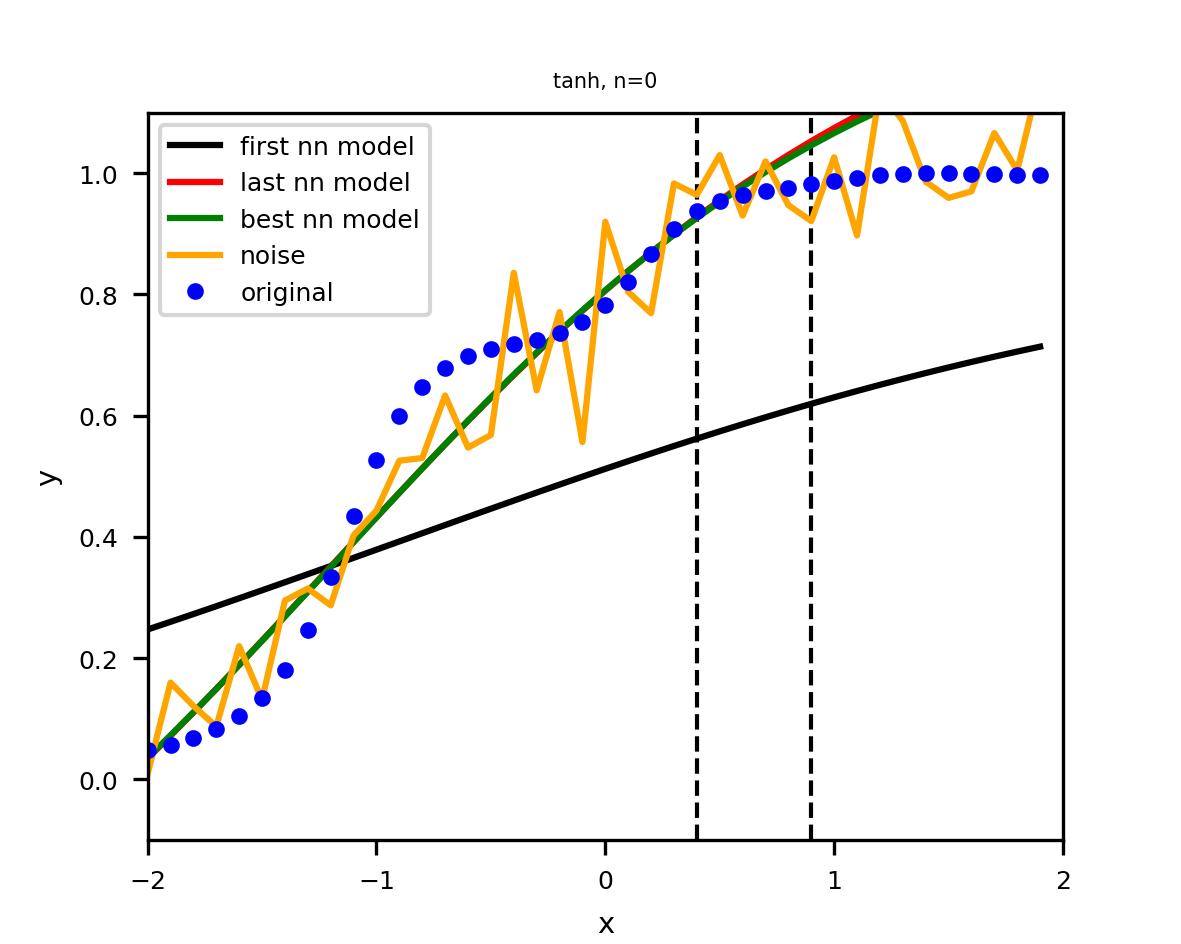 tanh, n=0
first nn model
last nn model
best nn model
noise
original
y
1.0
0.8
0.6
0.4
0.2
0.0
−2
−1
0
1
2
x